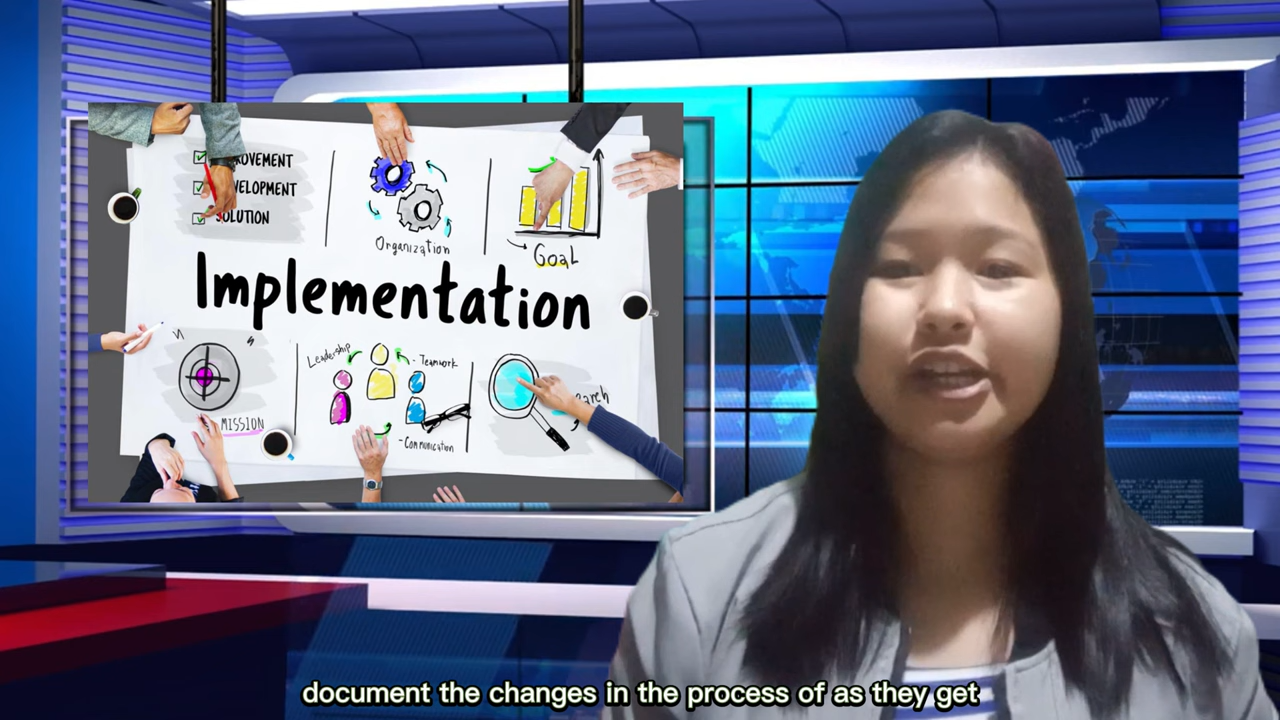 OVEMENT
VELOPMENT
SOLUTION
Organization
Goal
Implementation
Leadership
- Teamwork
MISSION
arch
-Communication
document the changes in the process of as they get